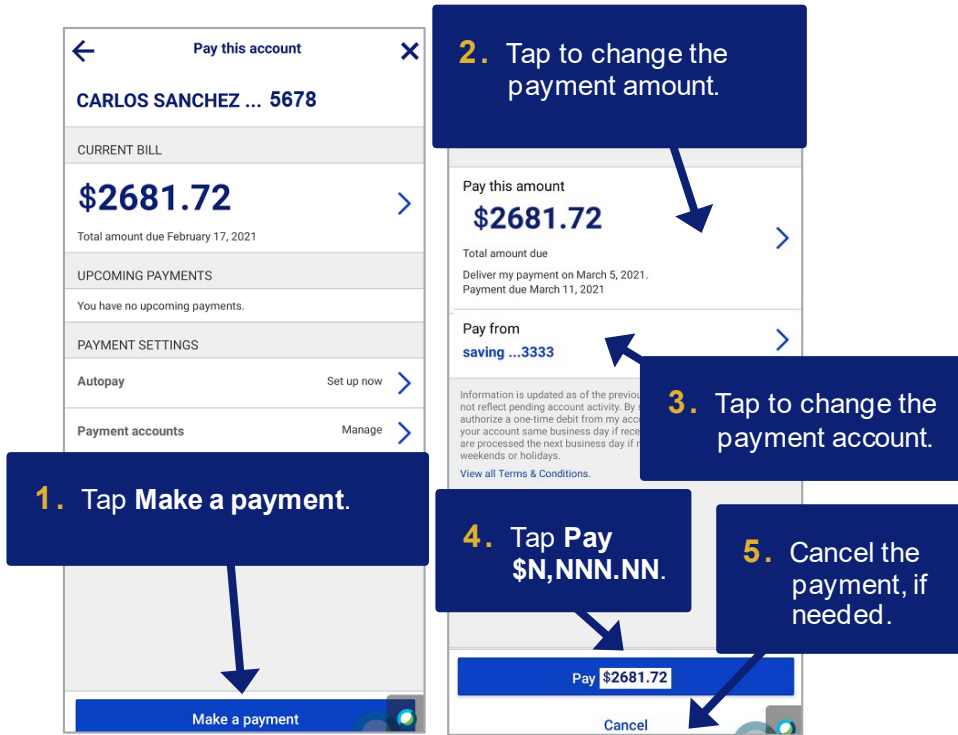 Pay this account
CARLOS SANCHEZ ... 5678
CURRENT BILL
$2681.72
Total amount due February 17, 2021
UPCOMING PAYMENTS
You have no upcoming payments.
PAYMENT SETTINGS
Autopay Set up now
Payment accounts Manage
1. Tap Make a payment.
Make a payment
2. Tap to change the
payment amount.
Pay this amount
$2681.72
Total amount due
Deliver my payment on March 5, 2021.
Payment due March 11, 2021
Pay from
saving ...3333
3. Tap to change the
payment account.
Information is updated as of the
not reflect pending account activity. By
authorize a one-time debit from my
your account same business day if
are processed the next business day if
weekends or holidays.
View all Terms & Conditions.
4. Tap Pay
$N,NNN.NN.
5. Cancel the
payment, if
needed.
Pay $2681.72
Cancel